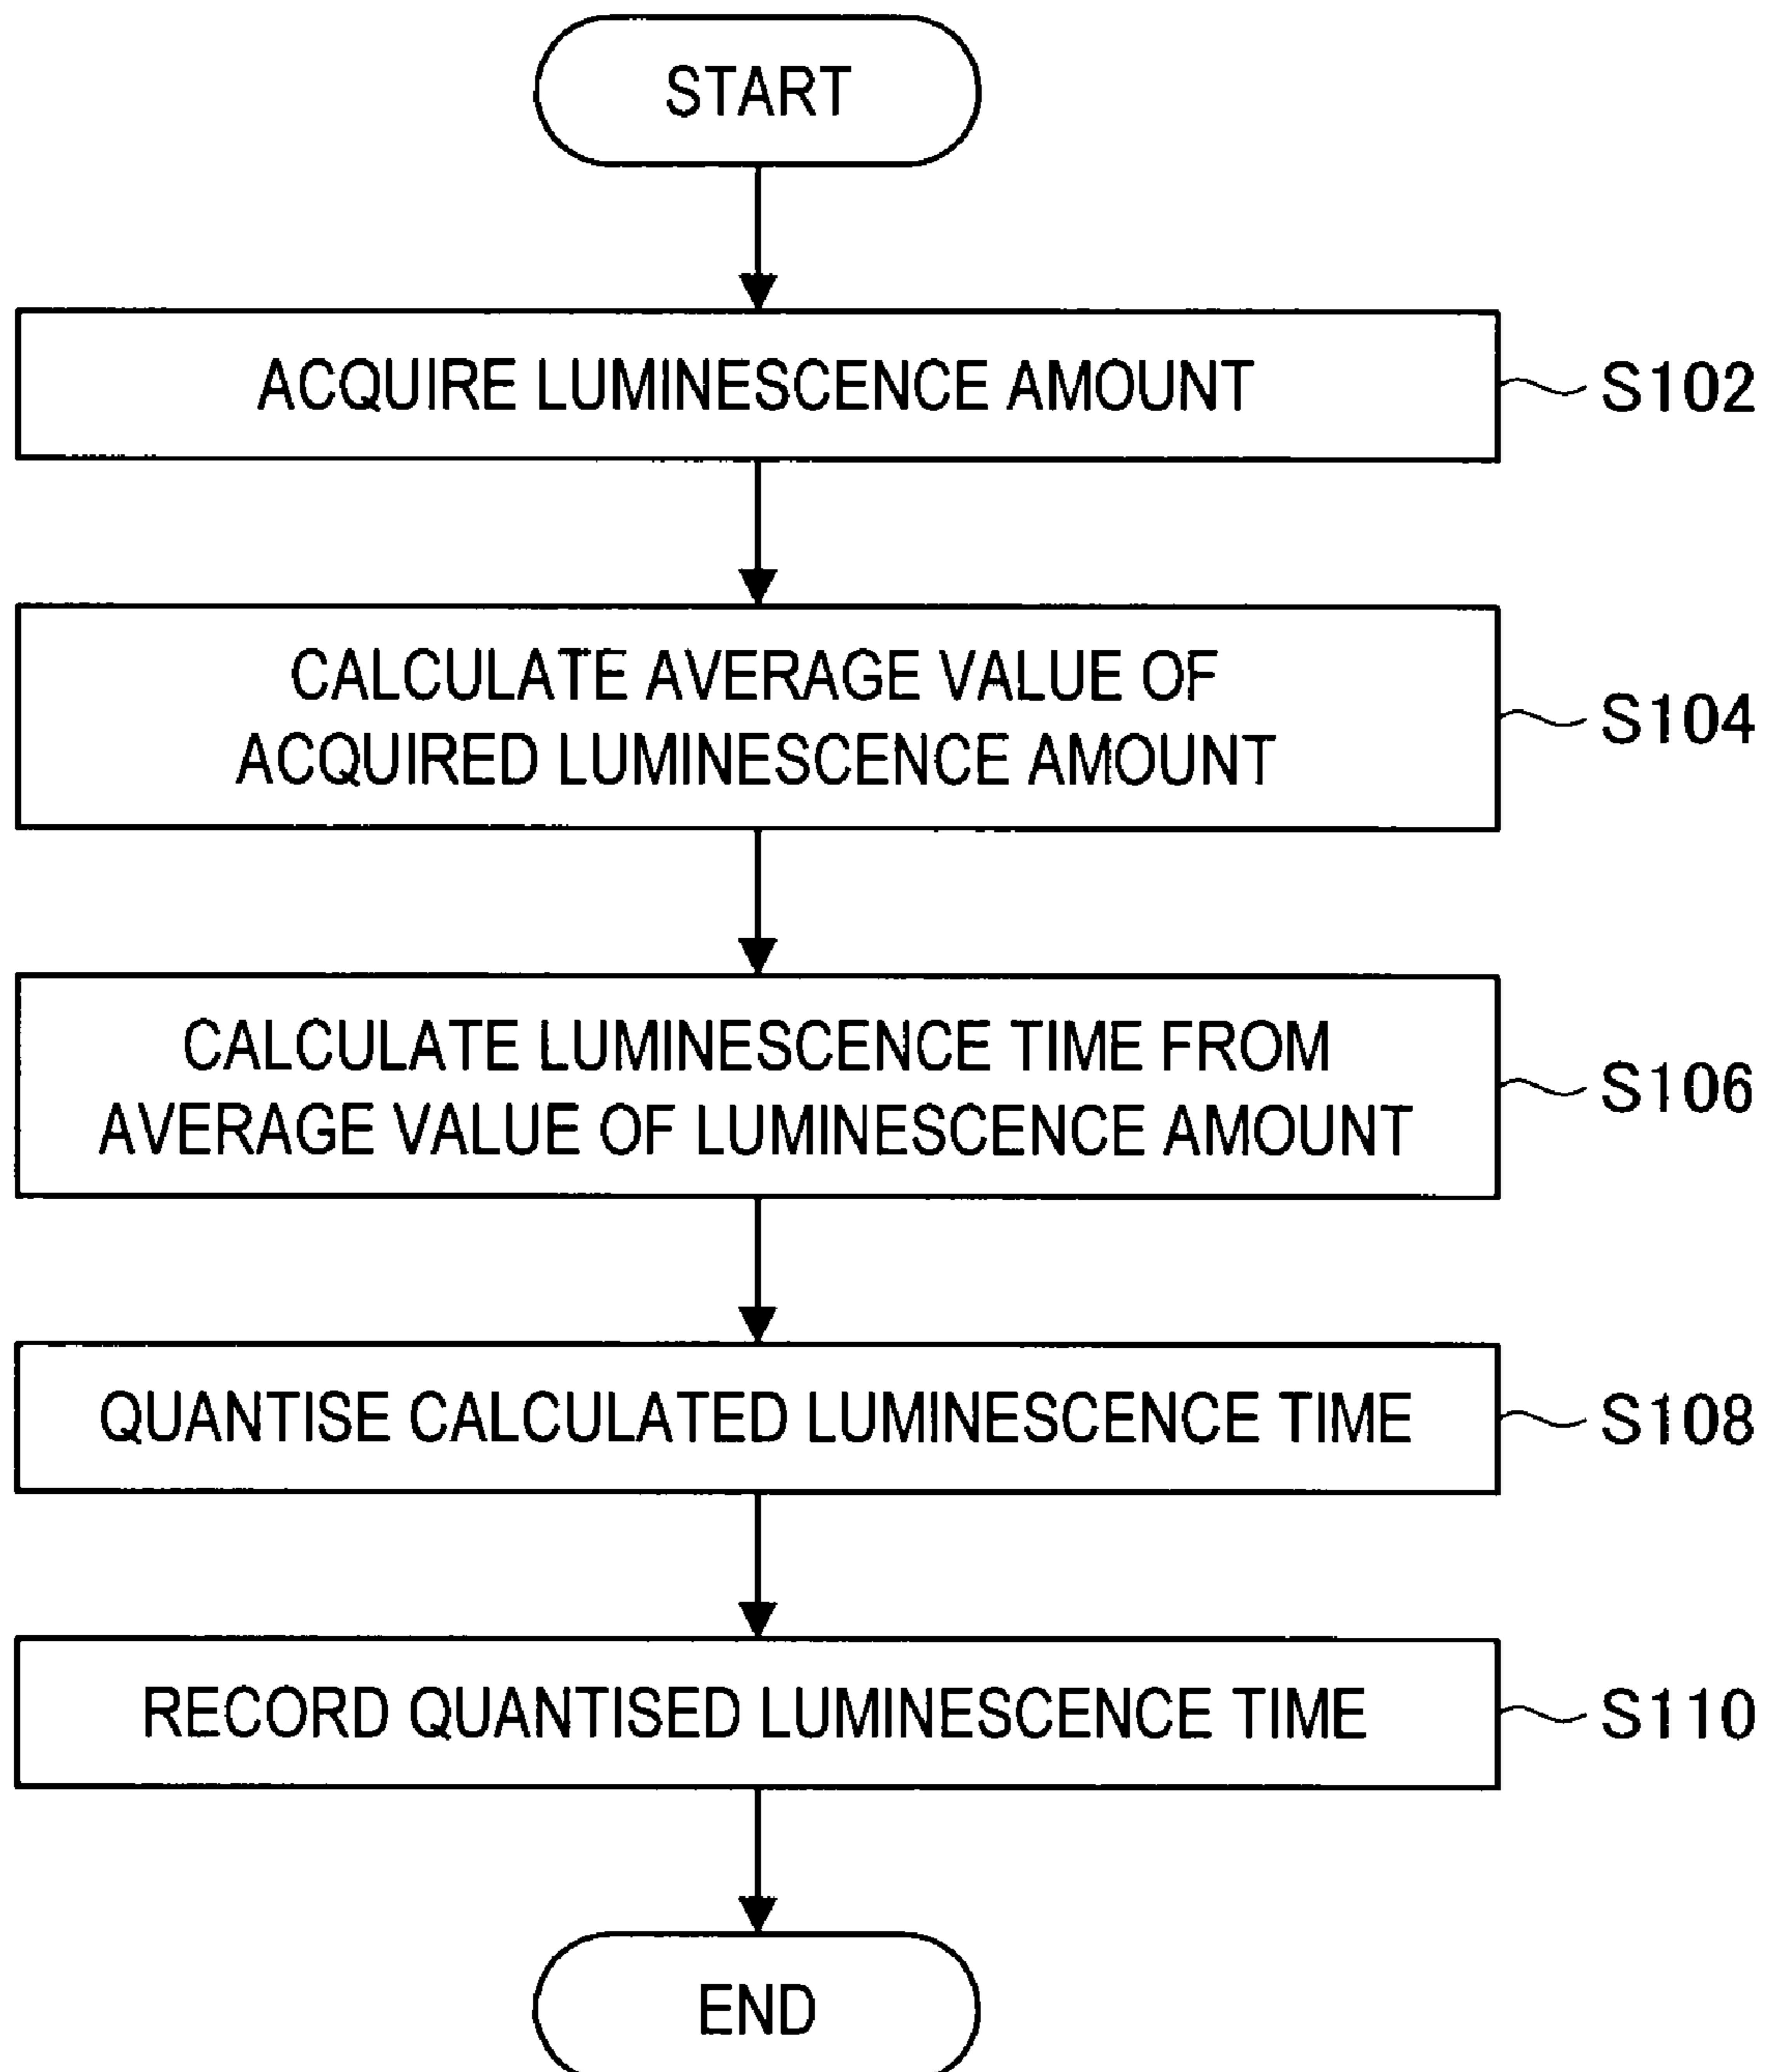 START
ACQUIRE LUMINESCENCE AMOUNT
S102
CALCULATE AVERAGE VALUE OF
ACQUIRED LUMINESCENCE AMOUNT
S104
CALCULATE LUMINESCENCE TIME FROM
AVERAGE VALUE OF LUMINESCENCE AMOUNT
S106
QUANTISE CALCULATED LUMINESCENCE TIME
S108
RECORD QUANTISED LUMINESCENCE TIME
S110
END